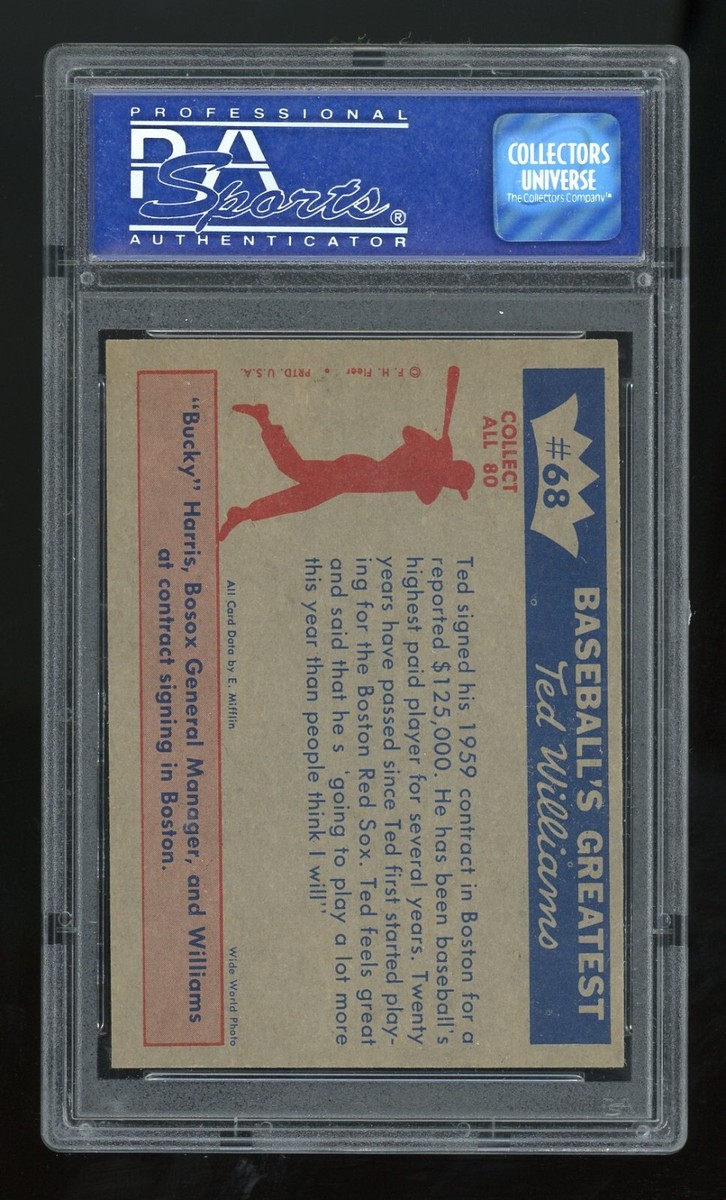 PROFESSIONAL
PSA
Sports®
AUTHENTICATOR
COLLECTORS
UNIVERSE
The Collectors Company™
#68
BASEBALL'S GREATEST
Ted Williams
COLLECT
ALL 80
Ted signed his 1959 contract in Boston for a
reported $125,000. He has been baseball's
highest paid player for several years. Twenty
years have passed since Ted first started play-
ing for the Boston Red Sox. Ted feels great
and said that he s 'going to play a lot more
this year than people think I will"
© F. H. Fleer • PRTD. U.S.A.
All Card Data by E. Mifflin
Wide World Photo
"Bucky" Harris, Bosox General Manager, and Williams
at contract signing in Boston.